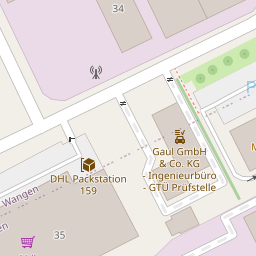 34
P
Gaul GmbH
& Co. KG
- Ingenieurbüro
- GTÜ Prüfstelle
DHL Packstation
159
Wangen
35